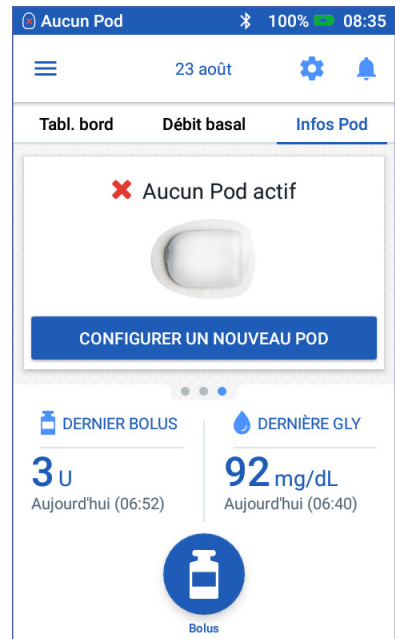 Aucun Pod 100% 08:35
23 août
Tabl. bord Débit basal Infos Pod
Aucun Pod actif
CONFIGURER UN NOUVEAU POD
DERNIER BOLUS DERNIÈRE GLY
3 U 92 mg/dL
Aujourd'hui (06:52) Aujourd'hui (06:40)
Bolus